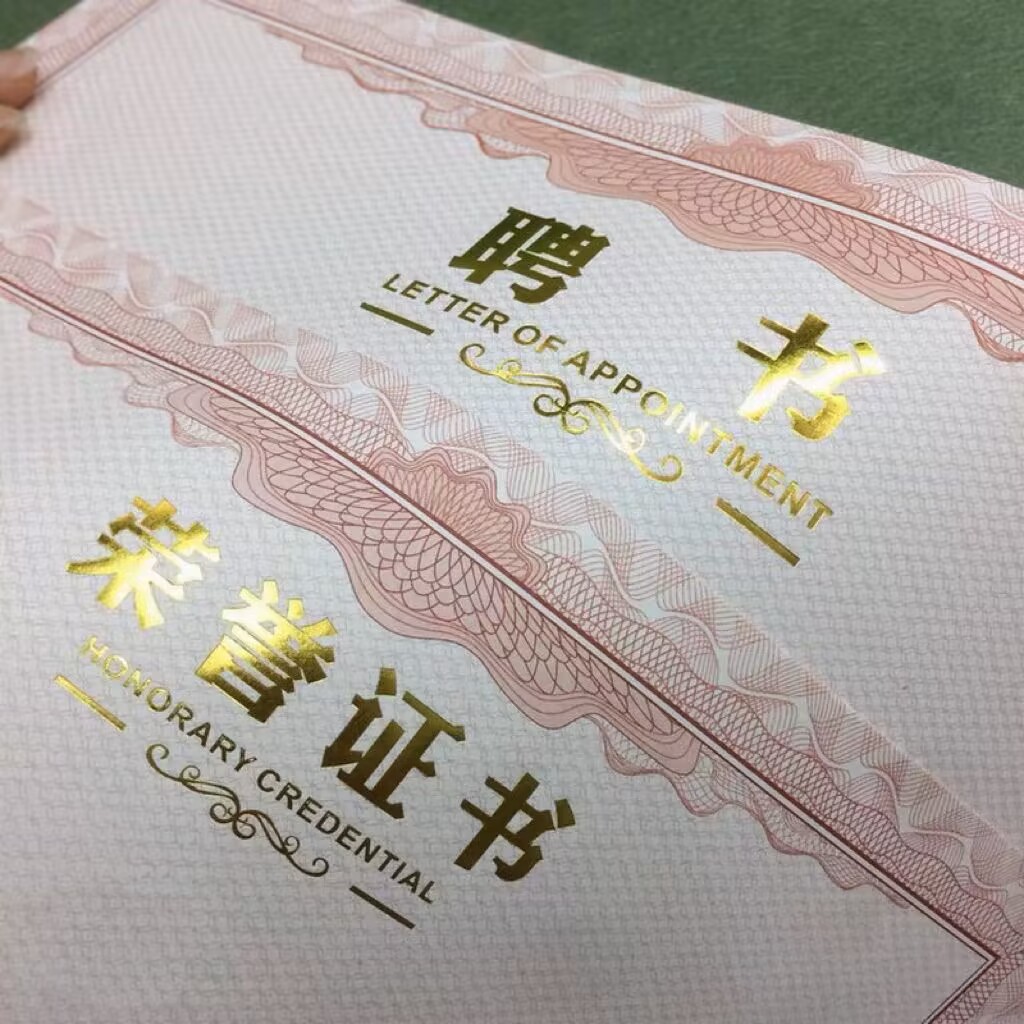 聘书
LETTER OF APPOINTMENT
荣誉证书
HONORARY CREDENTIAL